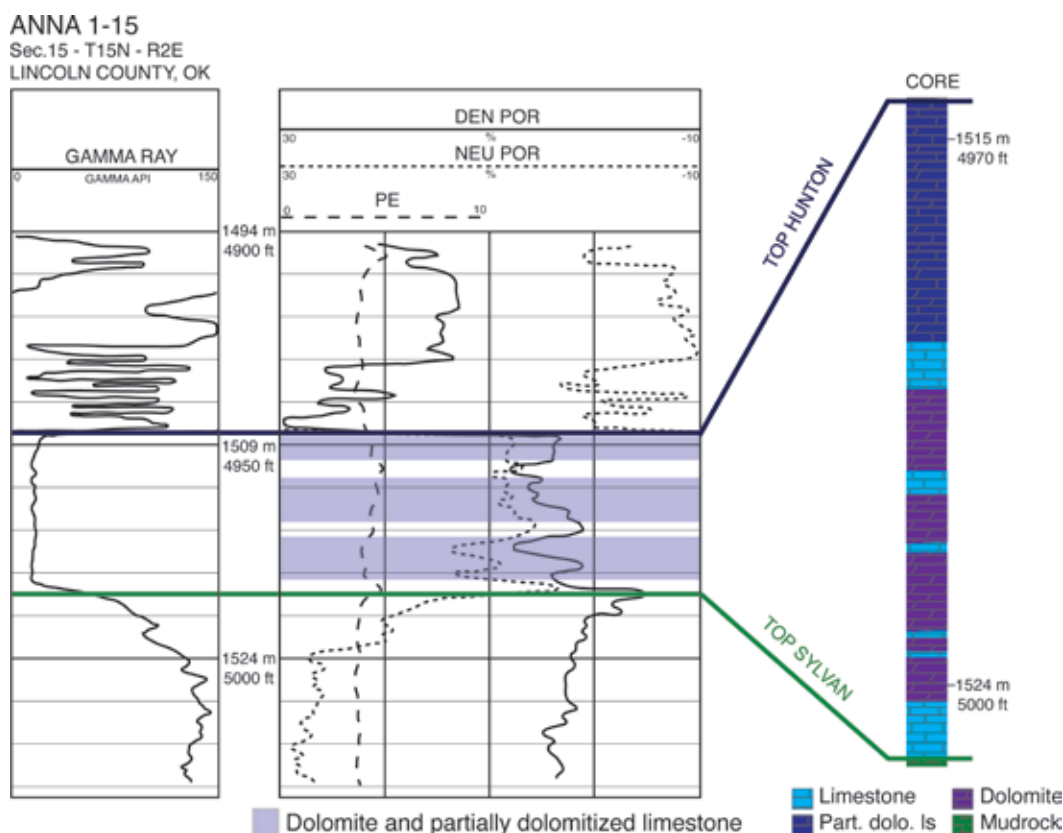 ANNA 1-15
Sec.15 - T15N - R2E
LINCOLN COUNTY, OK
GAMMA RAY
0 GAMMA API 150
DEN POR
30 % -10
NEU POR
30 % -10
PE
0 10
1494 m
4900 ft
1509 m
4950 ft
1524 m
5000 ft
TOP HUNTON
TOP SYLVAN
CORE
1515 m
4970 ft
1524 m
5000 ft
Dolomite and partially dolomitized limestone
Limestone
Dolomite
Part. dolo. ls
Mudrock